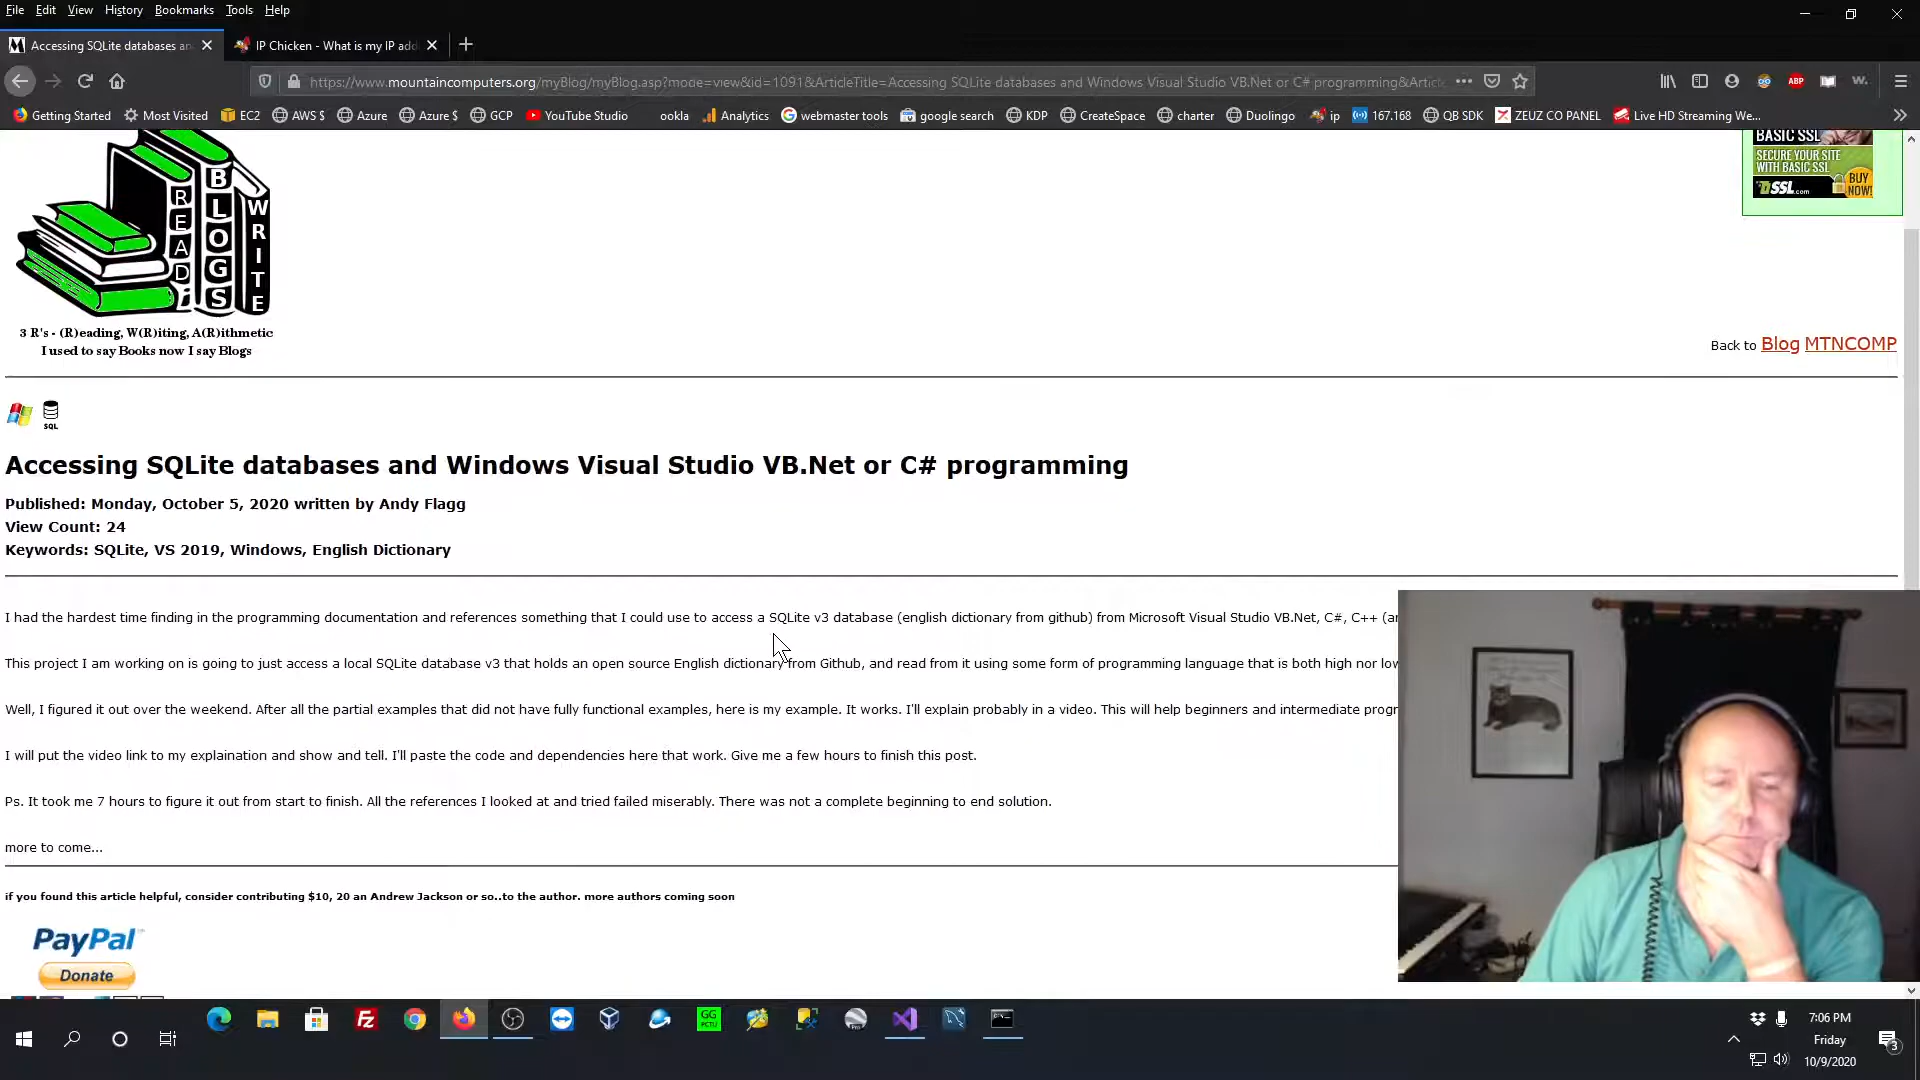 File Edit View History Bookmarks Tools Help
Accessing SQLite databases an
IP Chicken - What is my IP add
https://www.mountaincomputers.org/myBlog/myBlog.asp?mode=view&id=1091&ArticleTitle=Accessing SQLite databases and Windows Visual Studio VB.Net or C# programming&Article
ABP
W.
Getting Started Most Visited EC2 AWS $ Azure Azure $ GCP YouTube Studio ookla Analytics webmaster tools google search KDP CreateSpace charter Duolingo ip 167.168 QB SDK ZEUZ CO PANEL Live HD Streaming We...
BASIC SSL
SECURE YOUR SITE
WITH BASIC SSL
SSL.com
BUY
NOW!
READ
BLOGS
WRITE
3 R's - (R)eading, W(R)iting, A(R)ithmetic
I used to say Books now I say Blogs
Back to Blog MTNCOMP
SQL
Accessing SQLite databases and Windows Visual Studio VB.Net or C# programming
Published: Monday, October 5, 2020 written by Andy Flagg
View Count: 24
Keywords: SQLite, VS 2019, Windows, English Dictionary
I had the hardest time finding in the programming documentation and references something that I could use to access a SQLite v3 database (english dictionary from github) from Microsoft Visual Studio VB.Net, C#, C++ (ar
This project I am working on is going to just access a local SQLite database v3 that holds an open source English dictionary from Github, and read from it using some form of programming language that is both high nor low
Well, I figured it out over the weekend. After all the partial examples that did not have fully functional examples, here is my example. It works. I'll explain probably in a video. This will help beginners and intermediate progr
I will put the video link to my explaination and show and tell. I'll paste the code and dependencies here that work. Give me a few hours to finish this post.
Ps. It took me 7 hours to figure it out from start to finish. All the references I looked at and tried failed miserably. There was not a complete beginning to end solution.
more to come...
if you found this article helpful, consider contributing $10, 20 an Andrew Jackson or so..to the author. more authors coming soon
PayPal
Donate
Fz
GG
PCTU
7:06 PM
Friday
10/9/2020
3